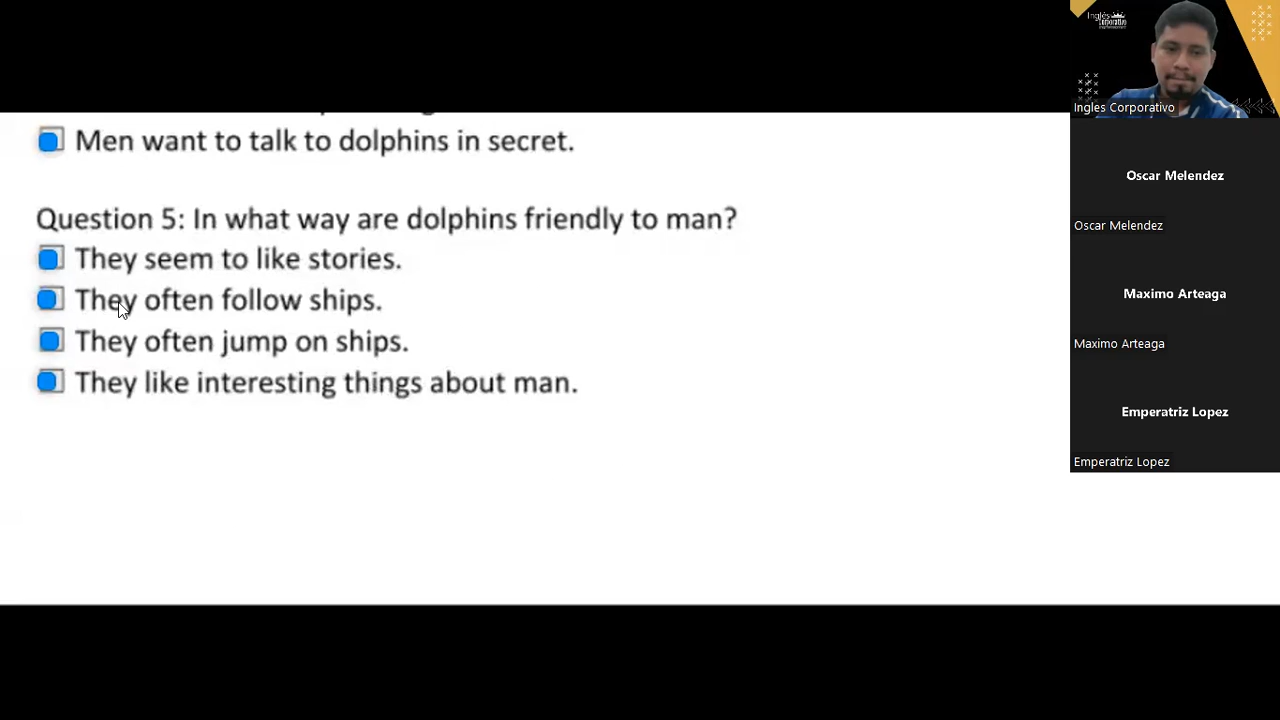 Men want to talk to dolphins in secret.
Question 5: In what way are dolphins friendly to man?
They seem to like stories.
They often follow ships.
They often jump on ships.
They like interesting things about man.
Inglés
Corporativo
Ingles Corporativo
Oscar Melendez
Oscar Melendez
Maximo Arteaga
Maximo Arteaga
Emperatriz Lopez
Emperatriz Lopez